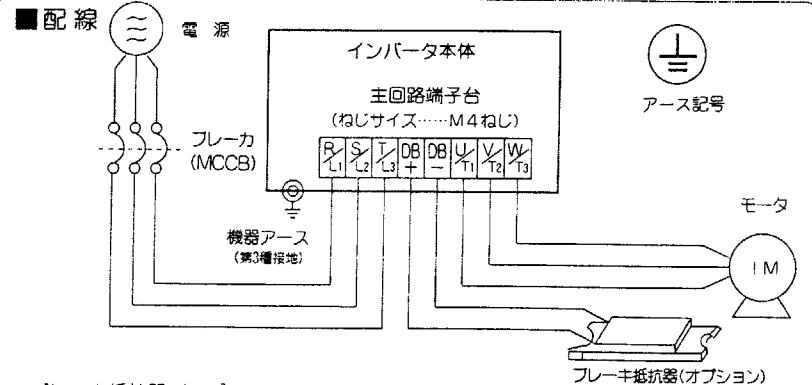 ■配線
電源
インバータ本体
主回路端子台
(ねじサイズ……M4ねじ)
アース記号
ブレーカ
(MCCB)
R/L1 S/L2 T/L3 DB+ DB− U/T1 V/T2 W/T3
機器アース
(第3種接地)
モータ
IM
ブレーキ抵抗器(オプション)